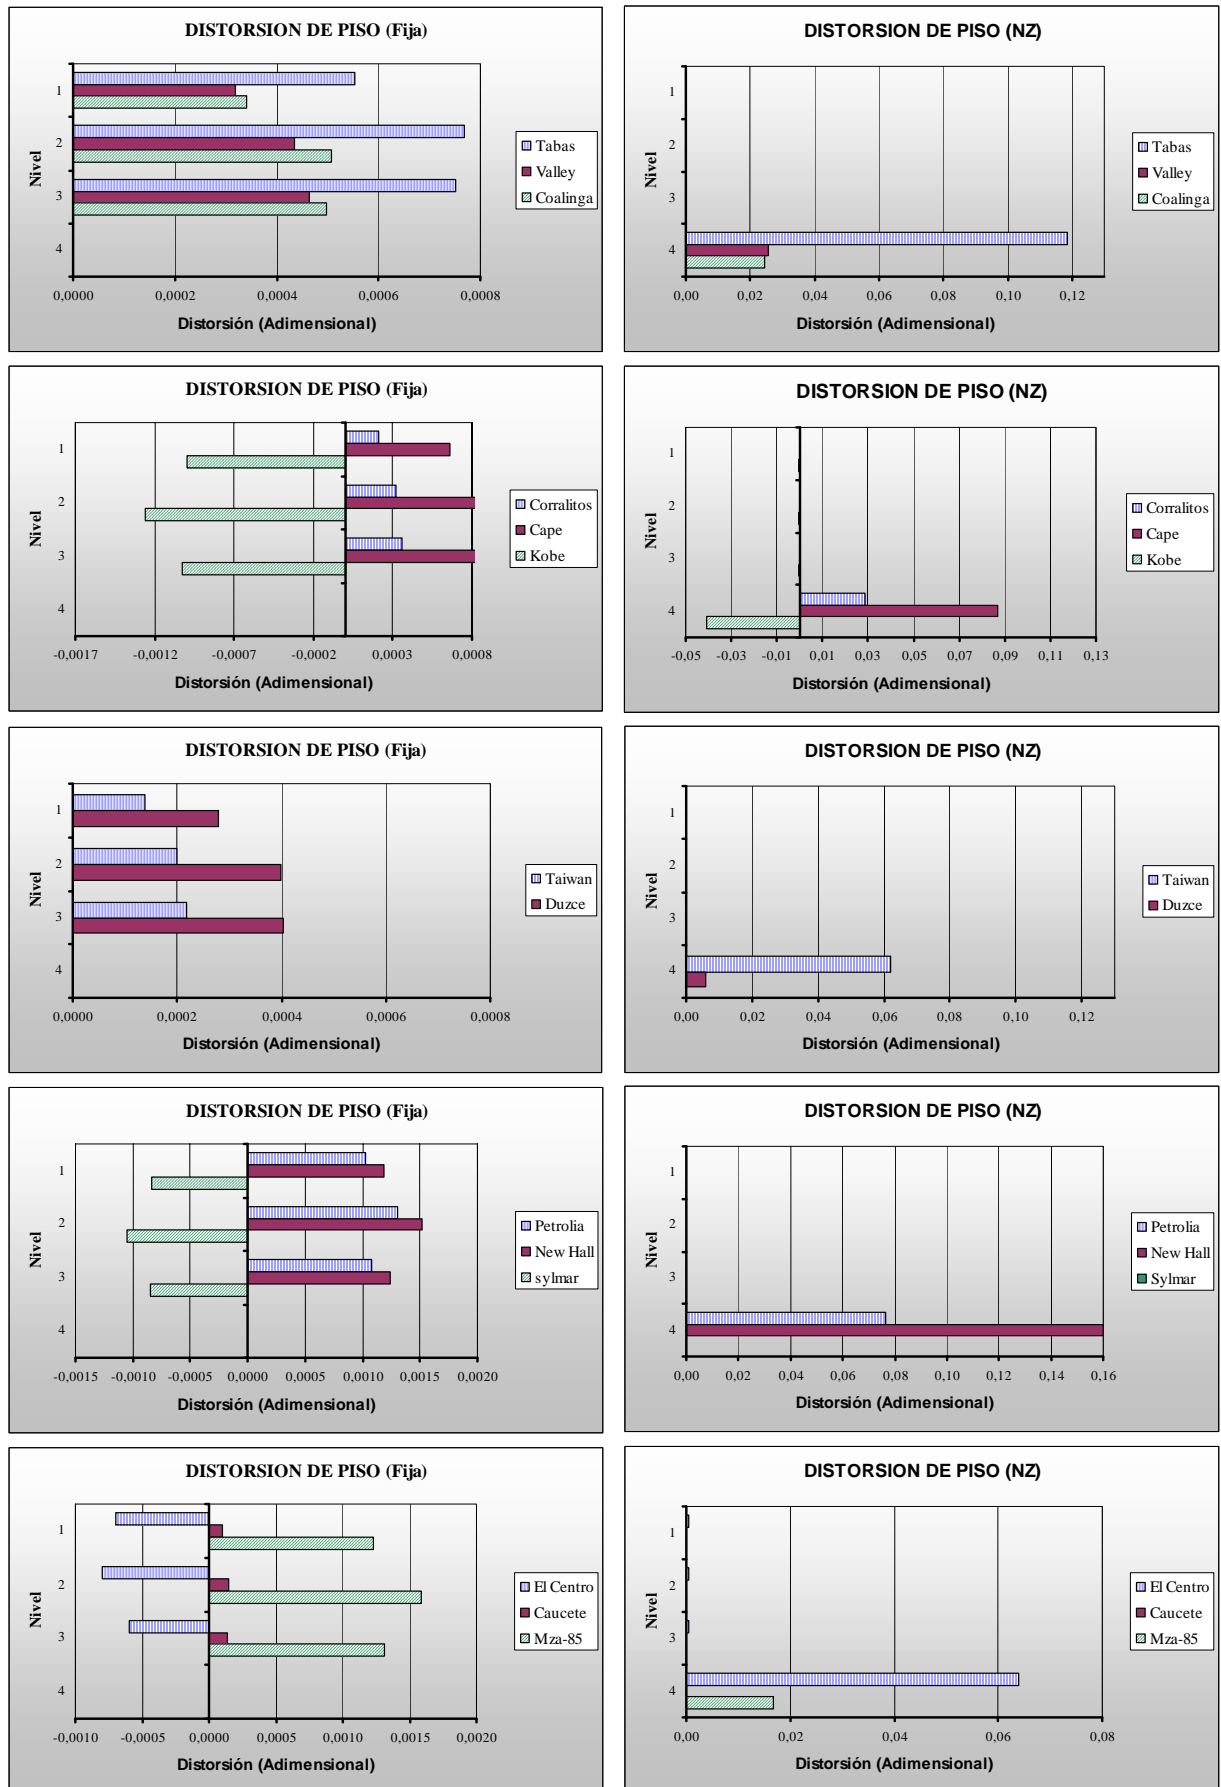 DISTORSION DE PISO (Fija)
Nivel
1
2
3
4
0,0000 0,0002 0,0004 0,0006 0,0008
Distorsión (Adimensional)
Tabas
Valley
Coalinga
DISTORSION DE PISO (NZ)
Nivel
1
2
3
4
0,00 0,02 0,04 0,06 0,08 0,10 0,12
Distorsión (Adimensional)
Tabas
Valley
Coalinga
DISTORSION DE PISO (Fija)
Nivel
1
2
3
4
-0,0017 -0,0012 -0,0007 -0,0002 0,0003 0,0008
Distorsión (Adimensional)
Corralitos
Cape
Kobe
DISTORSION DE PISO (NZ)
Nivel
1
2
3
4
-0,05 -0,03 -0,01 0,01 0,03 0,05 0,07 0,09 0,11 0,13
Distorsión (Adimensional)
Corralitos
Cape
Kobe
DISTORSION DE PISO (Fija)
Nivel
1
2
3
4
0,0000 0,0002 0,0004 0,0006 0,0008
Distorsión (Adimensional)
Taiwan
Duzce
DISTORSION DE PISO (NZ)
Nivel
1
2
3
4
0,00 0,02 0,04 0,06 0,08 0,10 0,12
Distorsión (Adimensional)
Taiwan
Duzce
DISTORSION DE PISO (Fija)
Nivel
1
2
3
4
-0,0015 -0,0010 -0,0005 0,0000 0,0005 0,0010 0,0015 0,0020
Distorsión (Adimensional)
Petrolia
New Hall
sylmar
DISTORSION DE PISO (NZ)
Nivel
1
2
3
4
0,00 0,02 0,04 0,06 0,08 0,10 0,12 0,14 0,16
Distorsión (Adimensional)
Petrolia
New Hall
Sylmar
DISTORSION DE PISO (Fija)
Nivel
1
2
3
4
-0,0010 -0,0005 0,0000 0,0005 0,0010 0,0015 0,0020
Distorsión (Adimensional)
El Centro
Caucete
Mza-85
DISTORSION DE PISO (NZ)
Nivel
1
2
3
4
0,00 0,02 0,04 0,06 0,08
Distorsión (Adimensional)
El Centro
Caucete
Mza-85